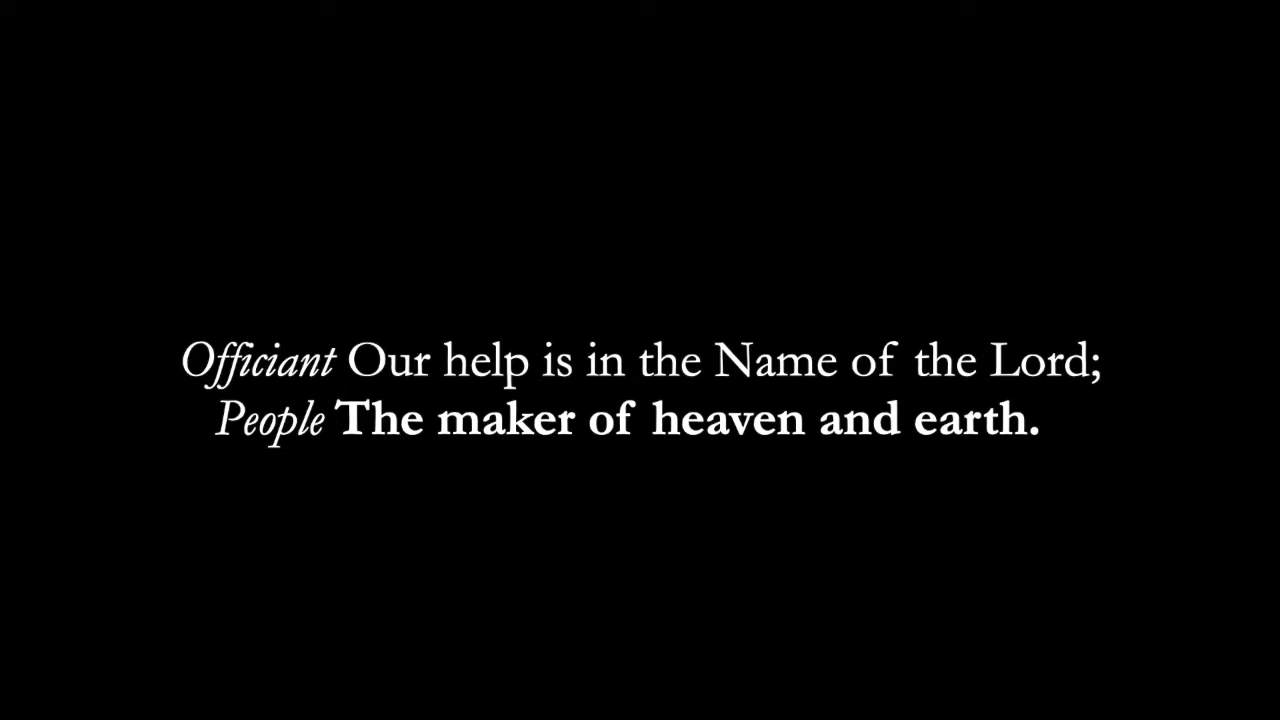 Officiant Our help is in the Name of the Lord;
People The maker of heaven and earth.